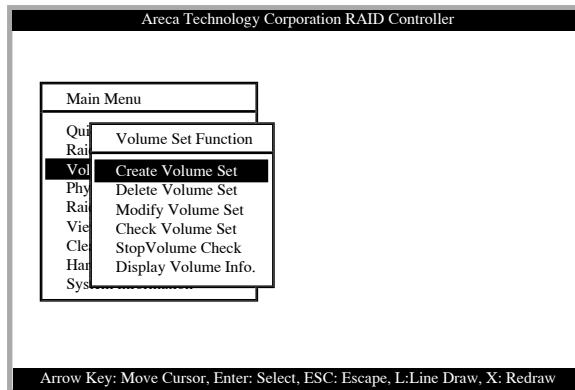 Areca Technology Corporation RAID Controller
Main Menu
Qui
Rai
Vol
Phy
Rai
Vie
Cle
Har
Sys
Volume Set Function
Create Volume Set
Delete Volume Set
Modify Volume Set
Check Volume Set
StopVolume Check
Display Volume Info.
Arrow Key: Move Cursor, Enter: Select, ESC: Escape, L:Line Draw, X: Redraw